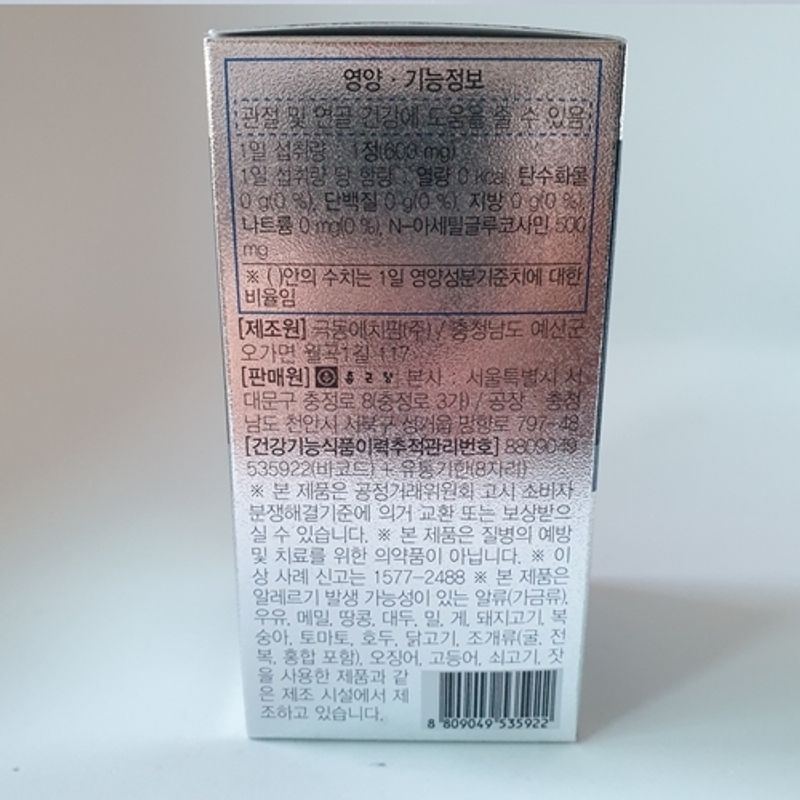 영양 · 기능정보
관절 및 연골 건강에 도움을 줄 수 있음
1일 섭취량 1정(600 mg)
1일 섭취량 당 함량 : 열량 0 kcal, 탄수화물
0 g(0 %), 단백질 0 g(0 %), 지방 0 g(0 %),
나트륨 0 mg(0 %), N-아세틸글루코사민 500
mg
※ ( )안의 수치는 1일 영양성분기준치에 대한
비율임
[제조원] 극동에치팜(주) / 충청남도 예산군
오가면 월곡1길 117
[판매원] 종근당 본사 : 서울특별시 서
대문구 충정로 8(충정로 3가) / 공장 : 충청
남도 천안시 서북구 성거읍 망향로 797-48
[건강기능식품이력추적관리번호] 8809049
535922(바코드) + 유통기한(8자리)
※ 본 제품은 공정거래위원회 고시 소비자
분쟁해결기준에 의거 교환 또는 보상받으
실 수 있습니다. ※ 본 제품은 질병의 예방
및 치료를 위한 의약품이 아닙니다. ※ 이
상 사례 신고는 1577-2488 ※ 본 제품은
알레르기 발생 가능성이 있는 알류(가금류),
우유, 메밀, 땅콩, 대두, 밀, 게, 돼지고기, 복
숭아, 토마토, 호두, 닭고기, 조개류(굴, 전
복, 홍합 포함), 오징어, 고등어, 쇠고기, 잣
을 사용한 제품과 같
은 제조 시설에서 제
조하고 있습니다.
8 809049 535922